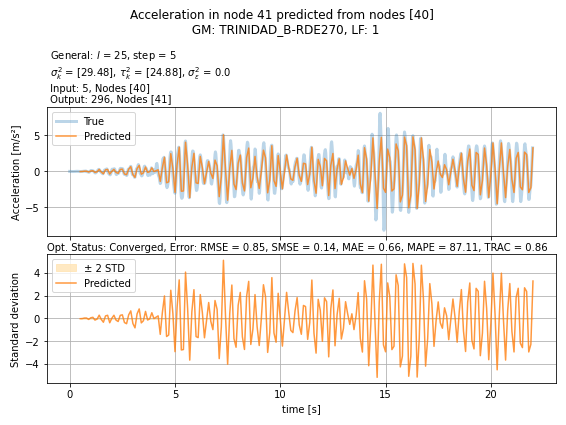 Acceleration in node 41 predicted from nodes [40]
GM: TRINIDAD_B-RDE270, LF: 1
General: l = 25, step = 5
σ²ₖ = [29.48], τ²ₖ = [24.88], σ²ε = 0.0
Input: 5, Nodes [40]
Output: 296, Nodes [41]
True
Predicted
Acceleration [m/s²]
5
0
−5
Opt. Status: Converged, Error: RMSE = 0.85, SMSE = 0.14, MAE = 0.66, MAPE = 87.11, TRAC = 0.86
± 2 STD
Predicted
Standard deviation
4
2
0
−2
−4
0 5 10 15 20
time [s]